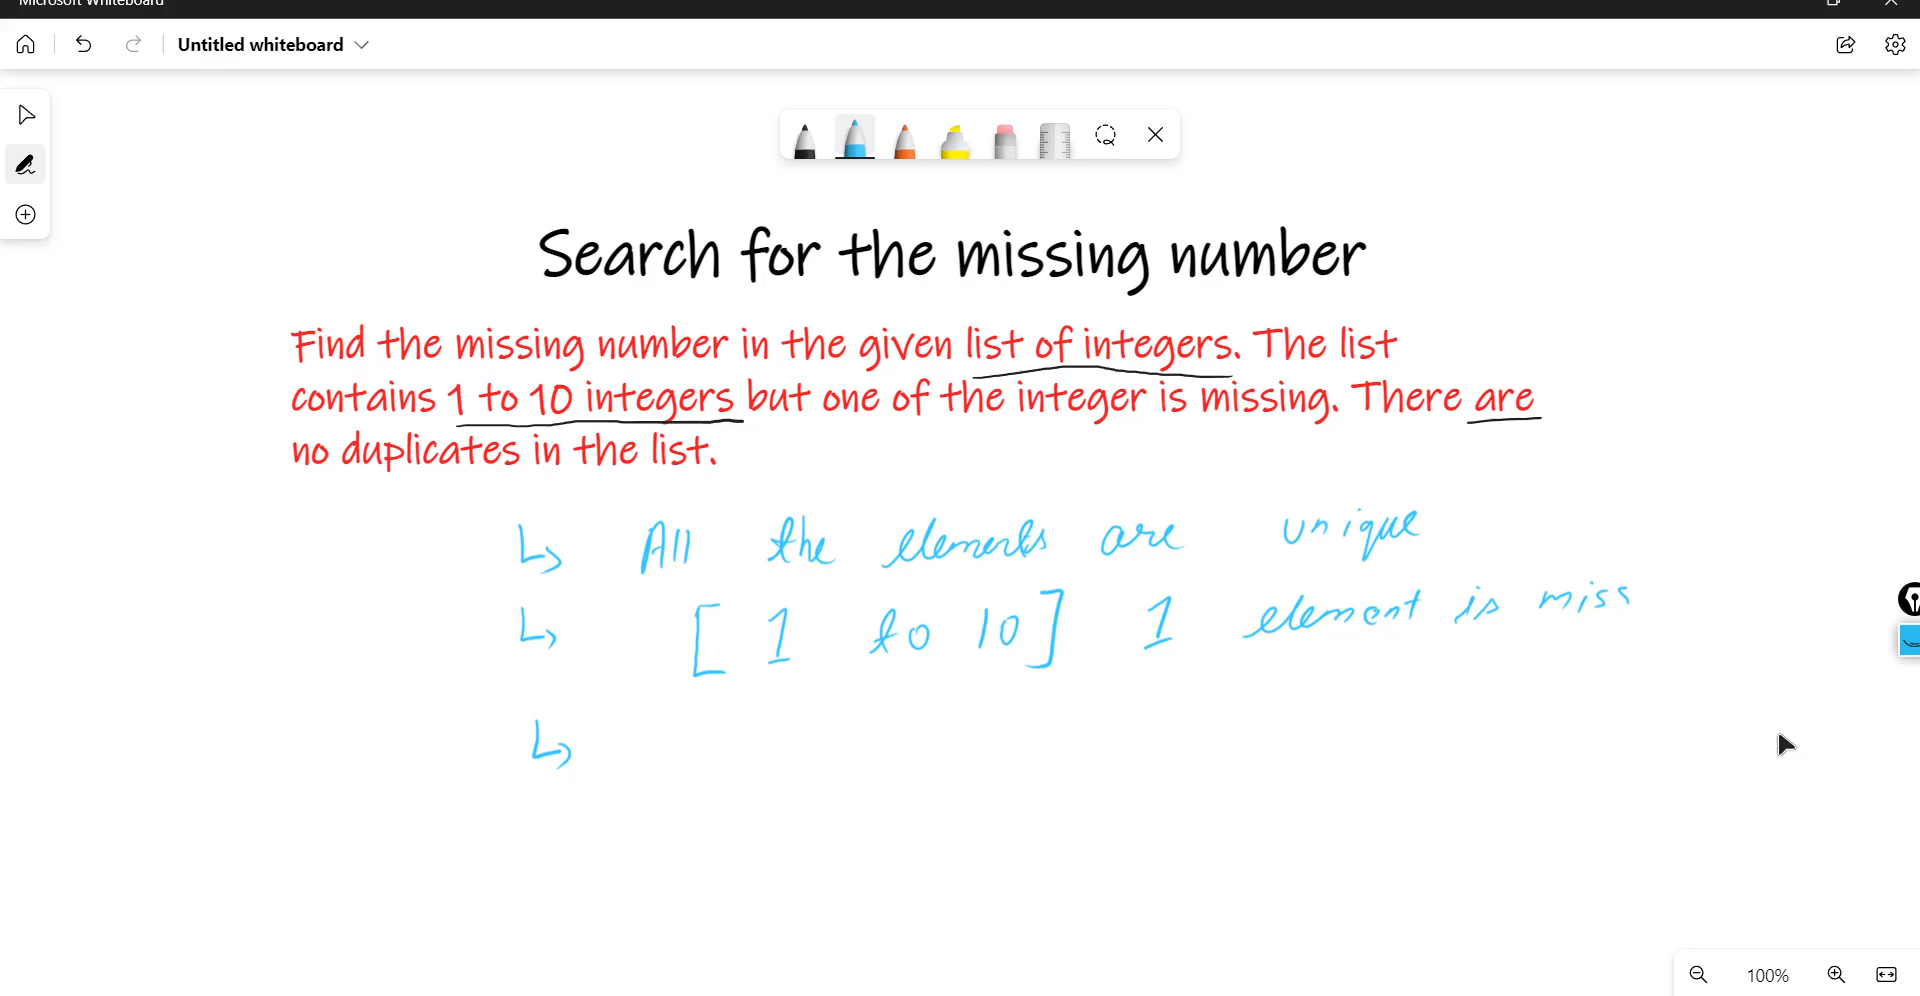 Microsoft Whiteboard
Untitled whiteboard
Search for the missing number
Find the missing number in the given list of integers. The list
contains 1 to 10 integers but one of the integer is missing. There are
no duplicates in the list.
↳ All the elements are unique
↳ [1 to 10] 1 element is miss
↳
100%